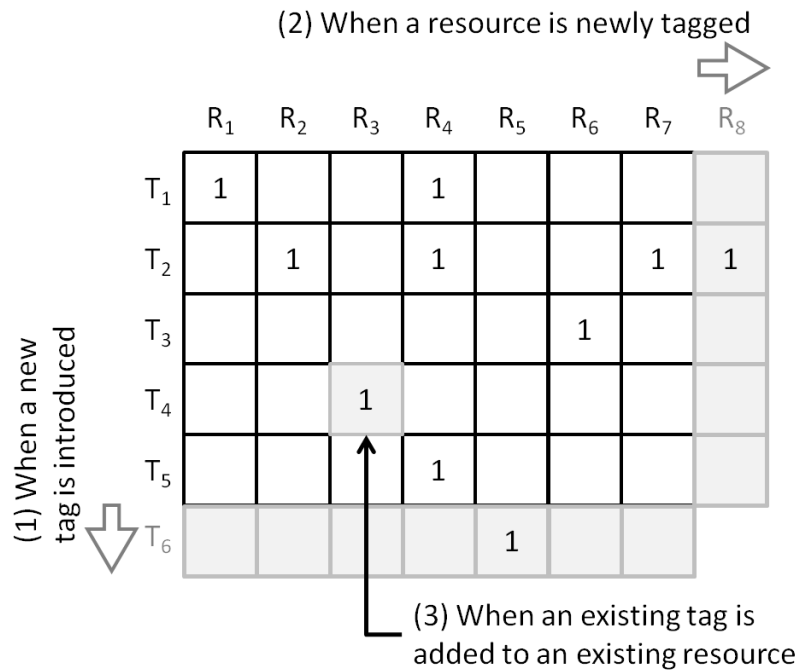 (2) When a resource is newly tagged
R₁ R₂ R₃ R₄ R₅ R₆ R₇ R₈
T₁ 1 1
T₂ 1 1 1 1
T₃ 1
T₄ 1
T₅ 1
T₆ 1
(1) When a new
tag is introduced
(3) When an existing tag is
added to an existing resource